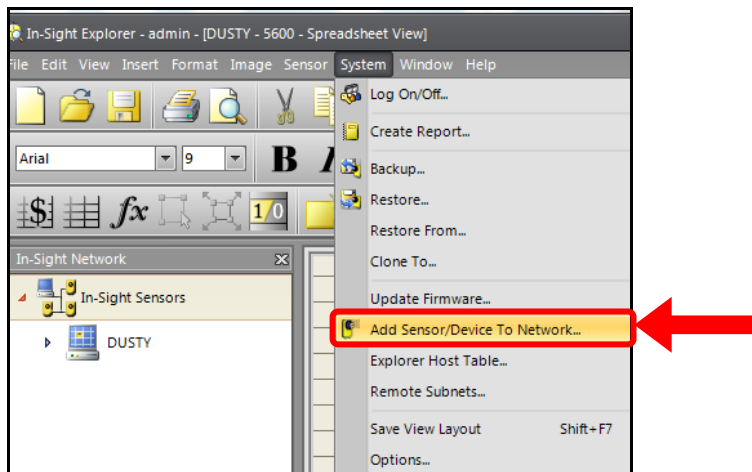 In-Sight Explorer - admin - [DUSTY - 5600 - Spreadsheet View]
File Edit View Insert Format Image Sensor System Window Help
Log On/Off...
Create Report...
Arial 9 B I
Backup...
Restore...
$ fx 1/0
Restore From...
In-Sight Network
Clone To...
In-Sight Sensors
Update Firmware...
Add Sensor/Device To Network...
DUSTY
Explorer Host Table...
Remote Subnets...
Save View Layout Shift+F7
Options...